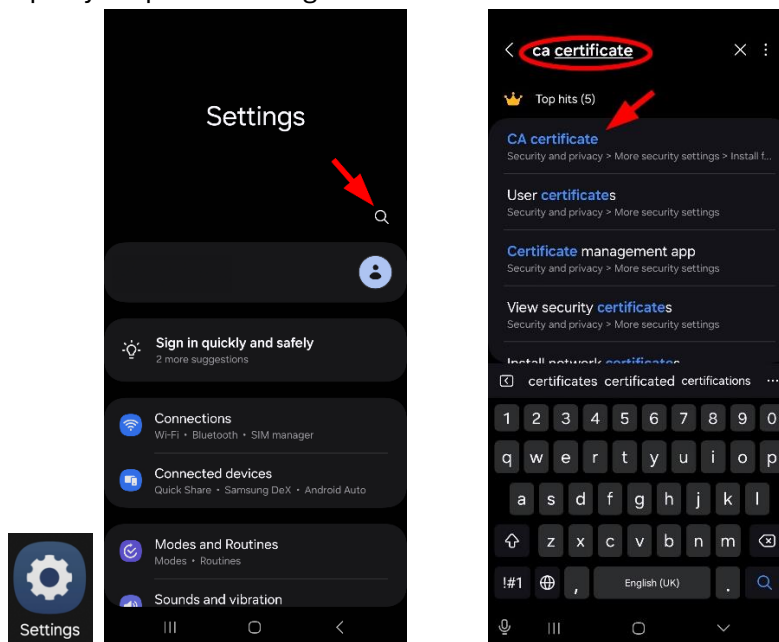 Settings
Sign in quickly and safely
2 more suggestions
Connections
Wi-Fi • Bluetooth • SIM manager
Connected devices
Quick Share • Samsung DeX • Android Auto
Modes and Routines
Modes • Routines
Sounds and vibration
Settings
ca certificate
Top hits (5)
CA certificate
Security and privacy > More security settings > Install f...
User certificates
Security and privacy > More security settings
Certificate management app
Security and privacy > More security settings
View security certificates
Security and privacy > More security settings
Install network certificates
certificates certificated certifications ...
1 2 3 4 5 6 7 8 9 0
q w e r t y u i o p
a s d f g h j k l
z x c v b n m
!#1 , English (UK) .